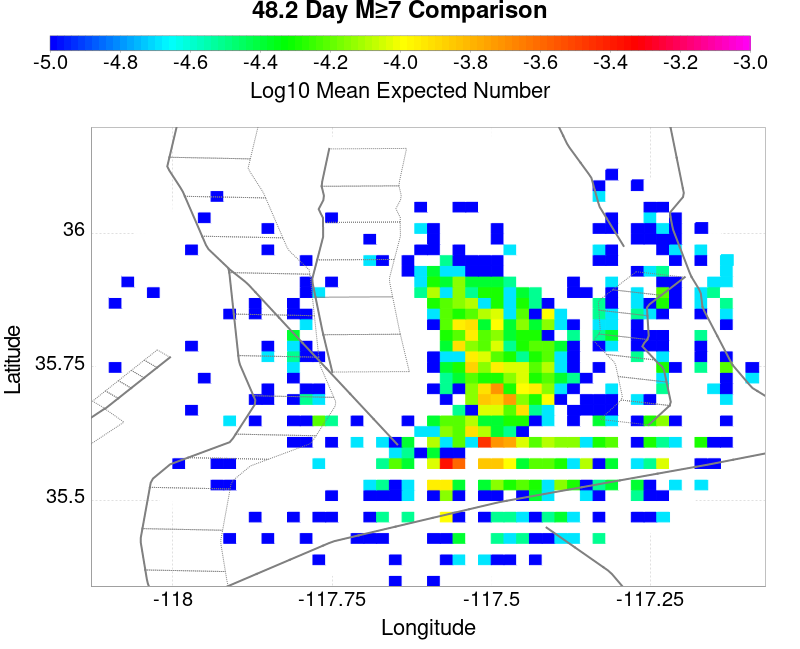 48.2 Day M≥7 Comparison
-5.0 -4.8 -4.6 -4.4 -4.2 -4.0 -3.8 -3.6 -3.4 -3.2 -3.0
Log10 Mean Expected Number
36
35.75
35.5
Latitude
-118 -117.75 -117.5 -117.25
Longitude